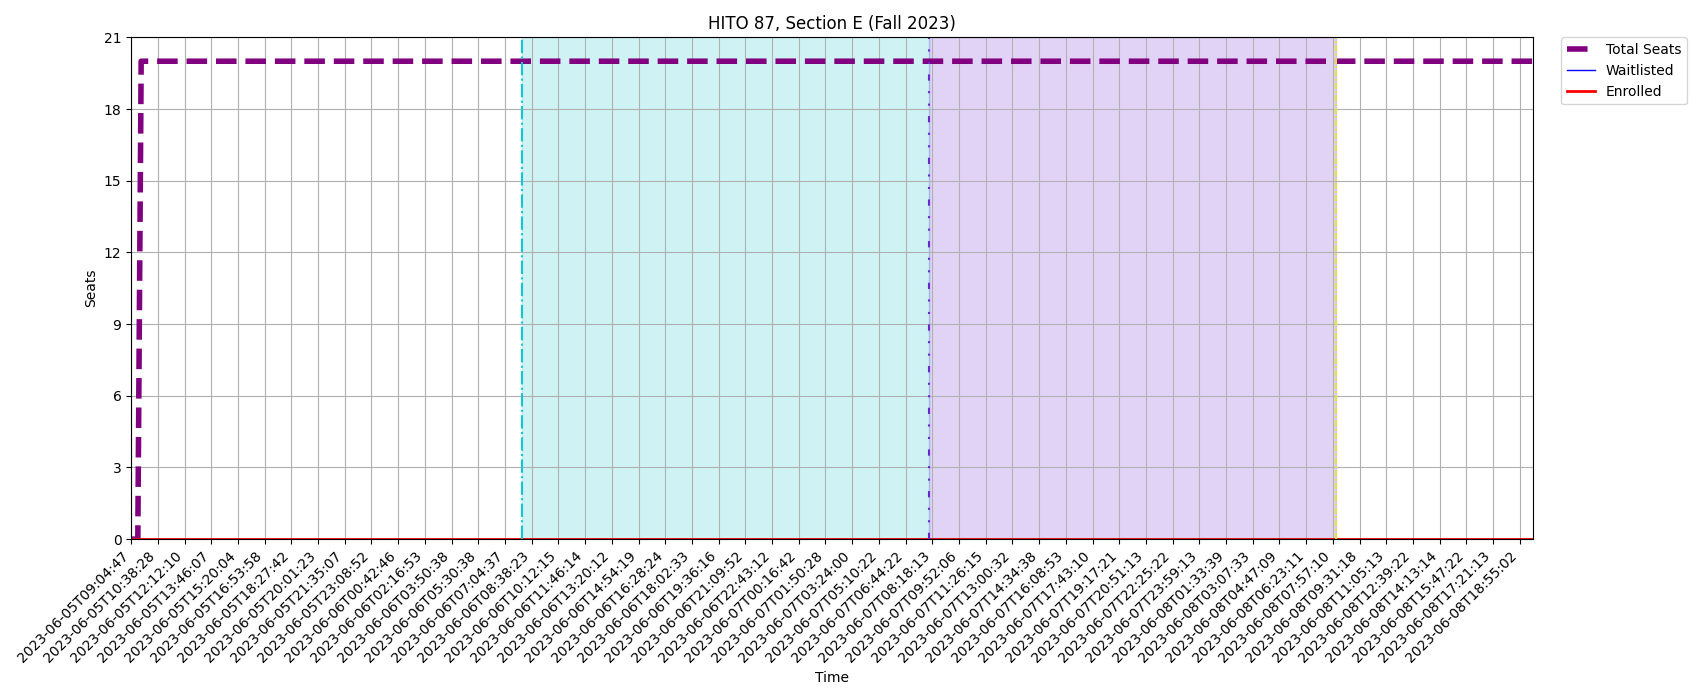 HITO 87, Section E (Fall 2023)
21
18
15
12
9
6
3
0
Seats
Total Seats
Waitlisted
Enrolled
2023-06-05T09:04:47
2023-06-05T10:38:28
2023-06-05T12:12:10
2023-06-05T13:46:07
2023-06-05T15:20:04
2023-06-05T16:53:58
2023-06-05T18:27:42
2023-06-05T20:01:23
2023-06-05T21:35:07
2023-06-05T23:08:52
2023-06-06T00:42:46
2023-06-06T02:16:53
2023-06-06T03:50:38
2023-06-06T05:30:38
2023-06-06T07:04:37
2023-06-06T08:38:23
2023-06-06T10:12:15
2023-06-06T11:46:14
2023-06-06T13:20:12
2023-06-06T14:54:19
2023-06-06T16:28:24
2023-06-06T18:02:33
2023-06-06T19:36:16
2023-06-06T21:09:52
2023-06-06T22:43:12
2023-06-07T00:16:42
2023-06-07T01:50:28
2023-06-07T03:24:00
2023-06-07T05:10:22
2023-06-07T06:44:22
2023-06-07T08:18:13
2023-06-07T09:52:06
2023-06-07T11:26:15
2023-06-07T13:00:32
2023-06-07T14:34:38
2023-06-07T16:08:53
2023-06-07T17:43:10
2023-06-07T19:17:21
2023-06-07T20:51:13
2023-06-07T22:25:22
2023-06-07T23:59:13
2023-06-08T01:33:39
2023-06-08T03:07:33
2023-06-08T04:47:09
2023-06-08T06:23:11
2023-06-08T07:57:10
2023-06-08T09:31:18
2023-06-08T11:05:13
2023-06-08T12:39:22
2023-06-08T14:13:14
2023-06-08T15:47:22
2023-06-08T17:21:13
2023-06-08T18:55:02
Time